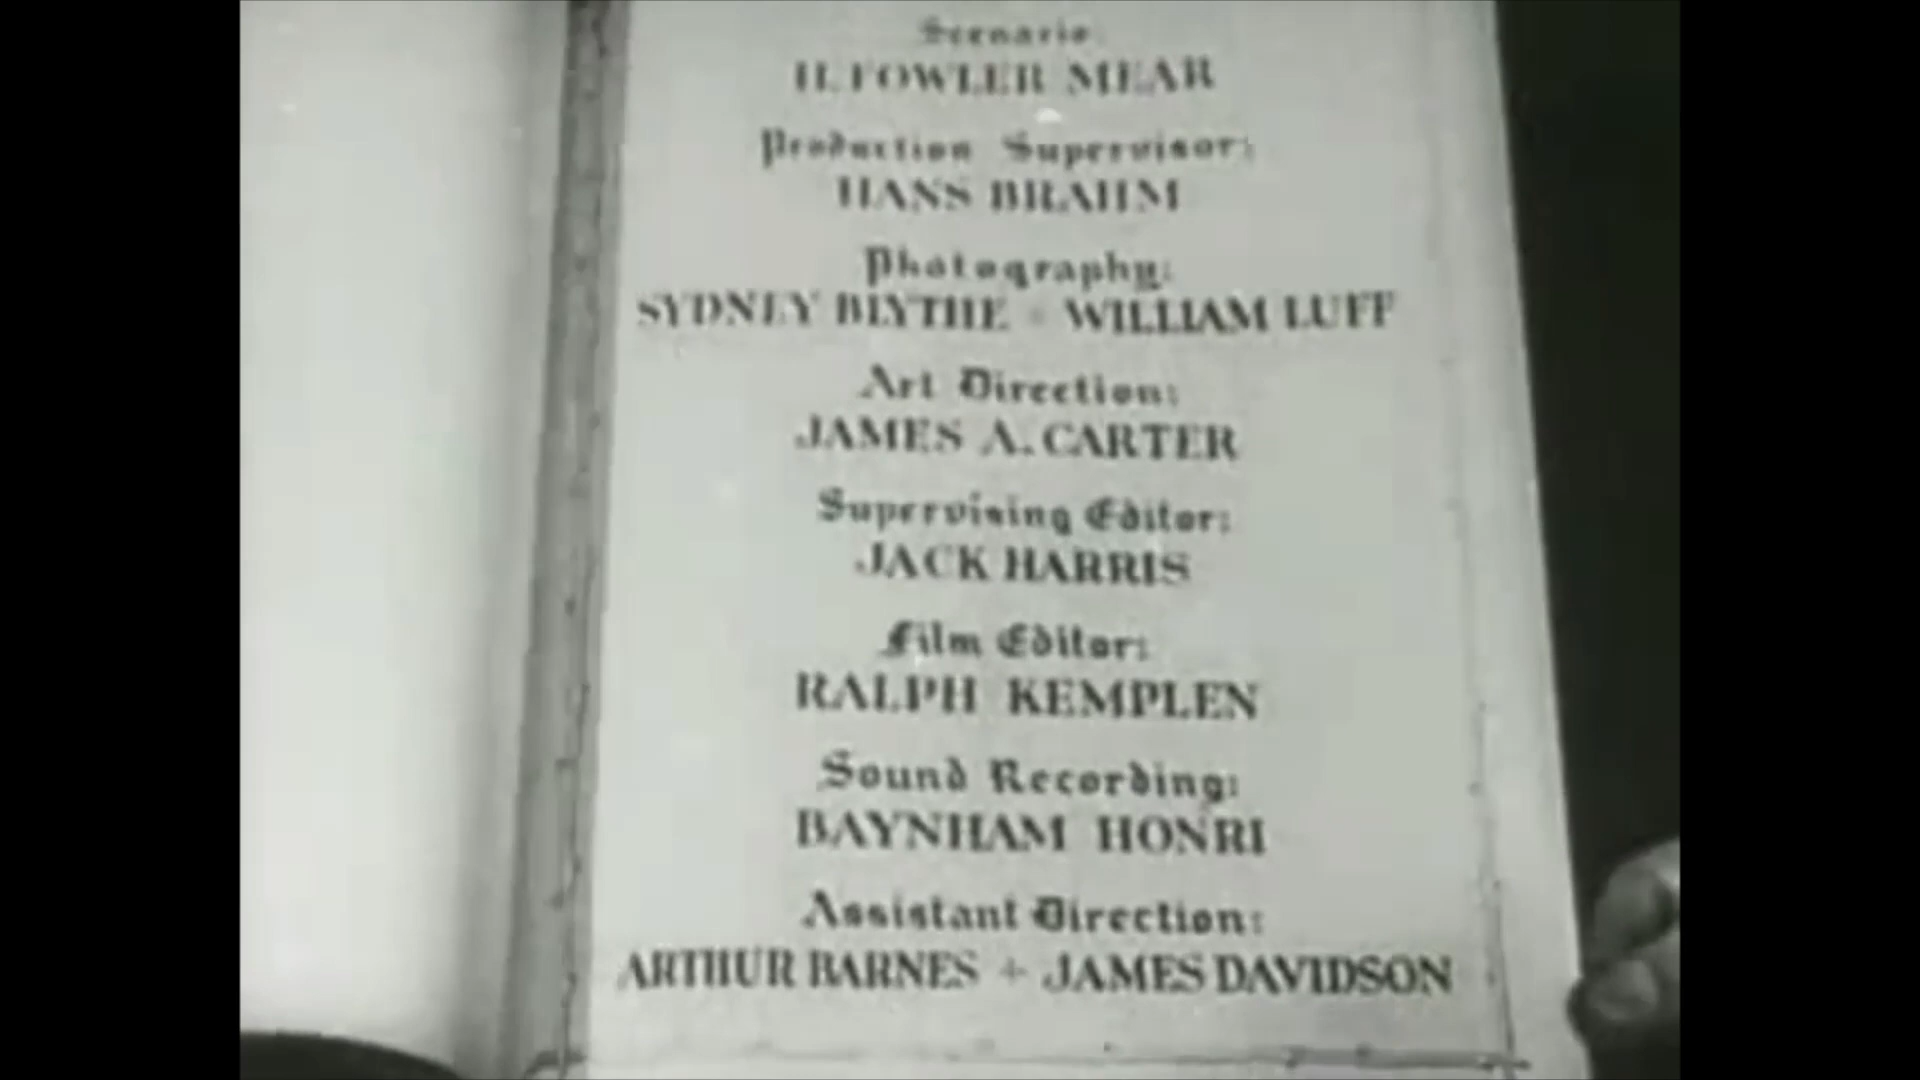 Scenario
H. FOWLER MEAR
Production Supervisor:
HANS BRAHM
Photography:
SYDNEY BLYTHE - WILLIAM LUFF
Art Direction:
JAMES A. CARTER
Supervising Editor:
JACK HARRIS
Film Editor:
RALPH KEMPLEN
Sound Recording:
BAYNHAM HONRI
Assistant Direction:
ARTHUR BARNES + JAMES DAVIDSON